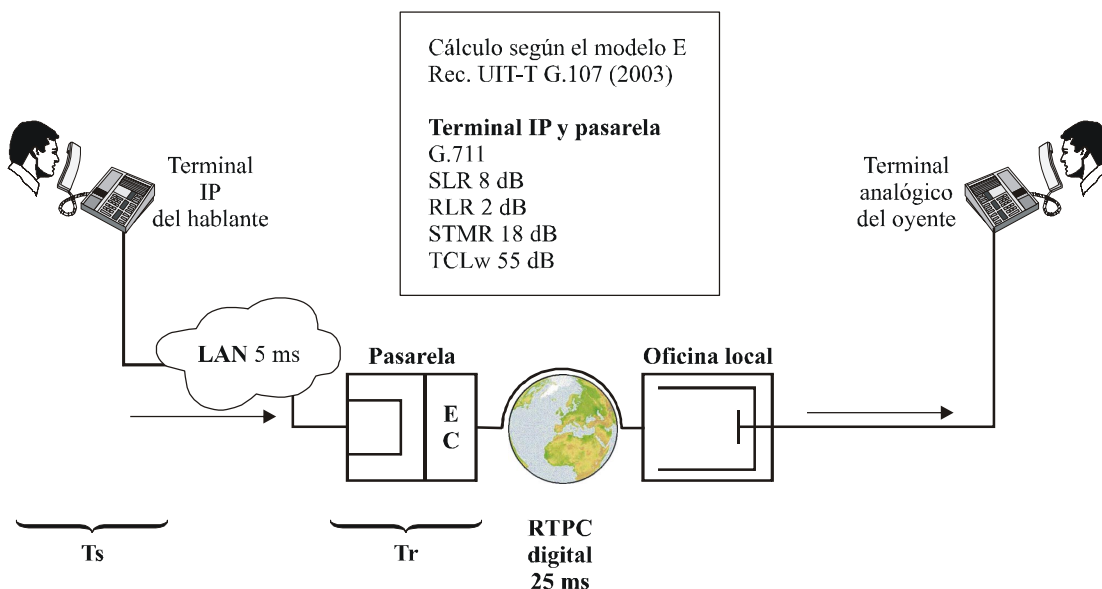 Cálculo según el modelo E
Rec. UIT-T G.107 (2003)
Terminal IP y pasarela
G.711
SLR 8 dB
RLR 2 dB
STMR 18 dB
TCLw 55 dB
Terminal
IP
del hablante
Terminal
analógico
del oyente
LAN 5 ms
Pasarela
Oficina local
E
C
Ts
Tr
RTPC
digital
25 ms